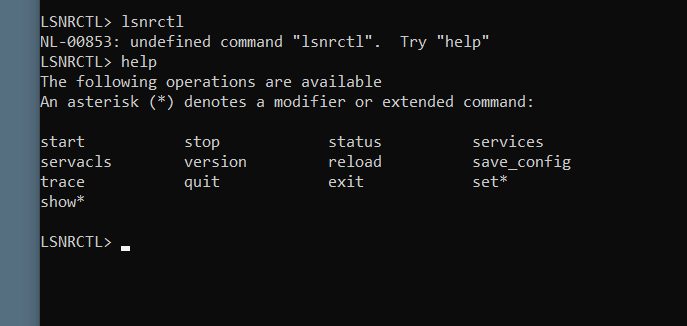 LSNRCTL> lsnrctl
NL-00853: undefined command "lsnrctl".  Try "help"
LSNRCTL> help
The following operations are available
An asterisk (*) denotes a modifier or extended command:
start           stop            status          services
servacls        version         reload          save_config
trace           quit            exit            set*
show*
LSNRCTL>